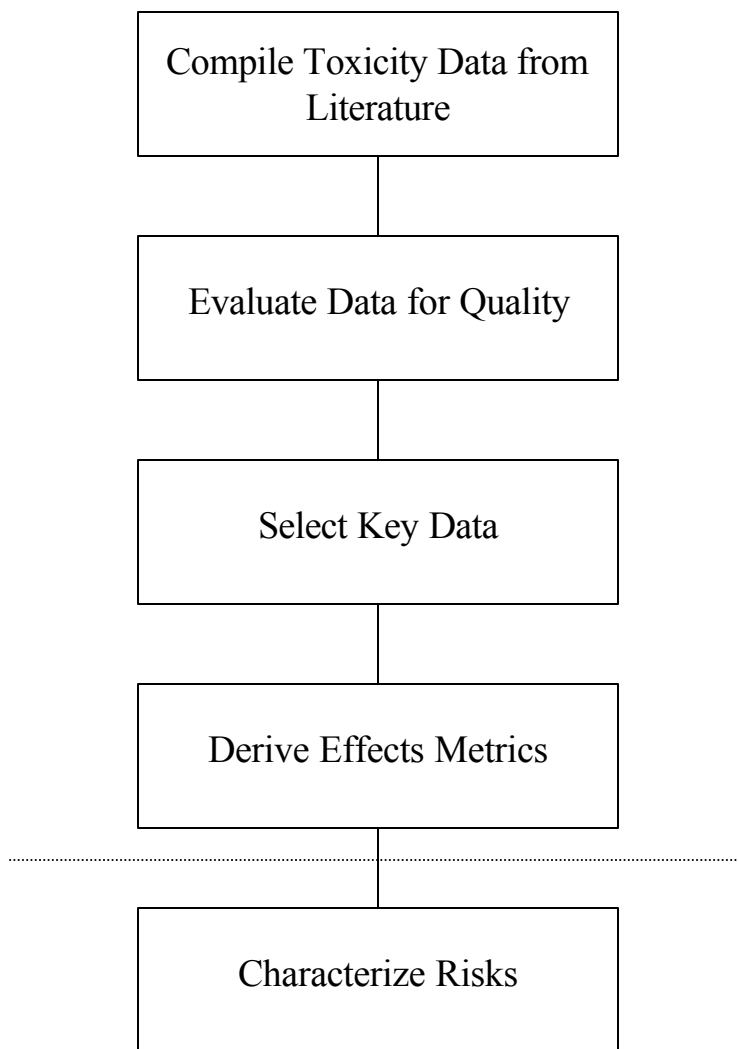 Compile Toxicity Data from
Literature
Evaluate Data for Quality
Select Key Data
Derive Effects Metrics
Characterize Risks